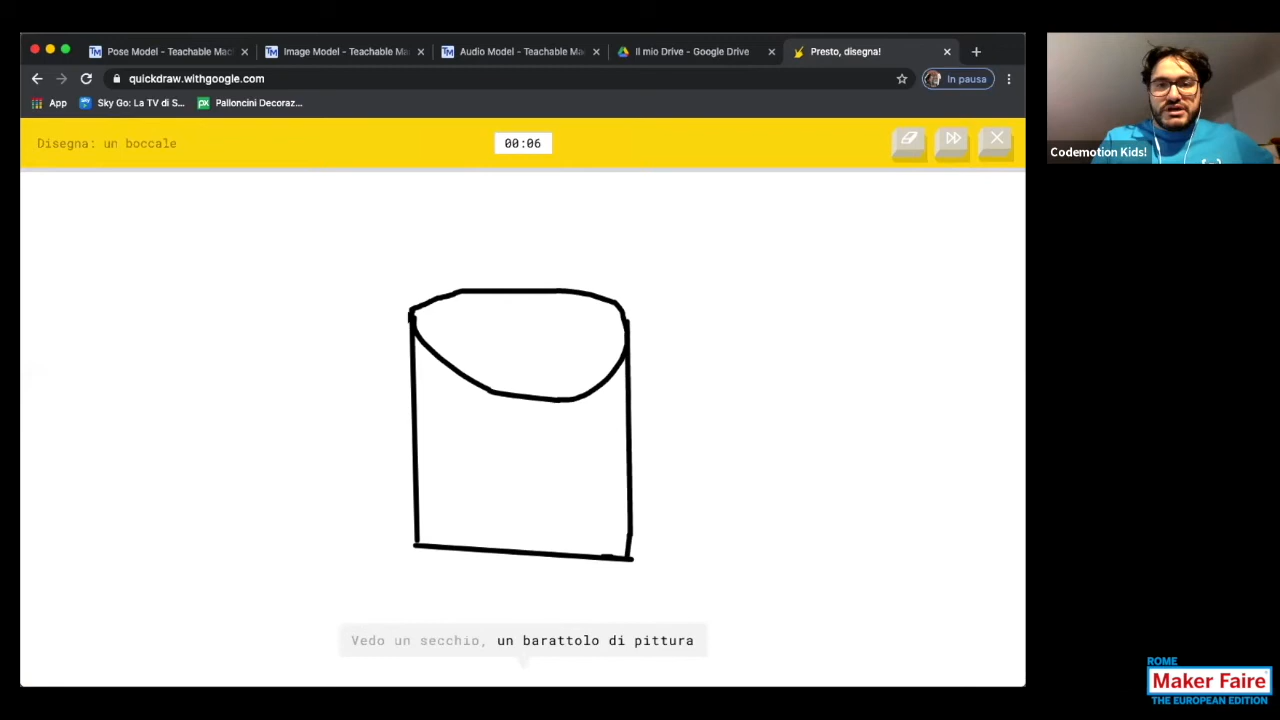 Pose Model - Teachable Mac
Image Model - Teachable Ma
Audio Model - Teachable Ma
Il mio Drive - Google Drive
Presto, disegna!
quickdraw.withgoogle.com
In pausa
App
Sky Go: La TV di S...
Palloncini Decoraz...
Disegna: un boccale
00:06
Vedo un secchio, un barattolo di pittura
Codemotion Kids!
ROME
Maker Faire
THE EUROPEAN EDITION